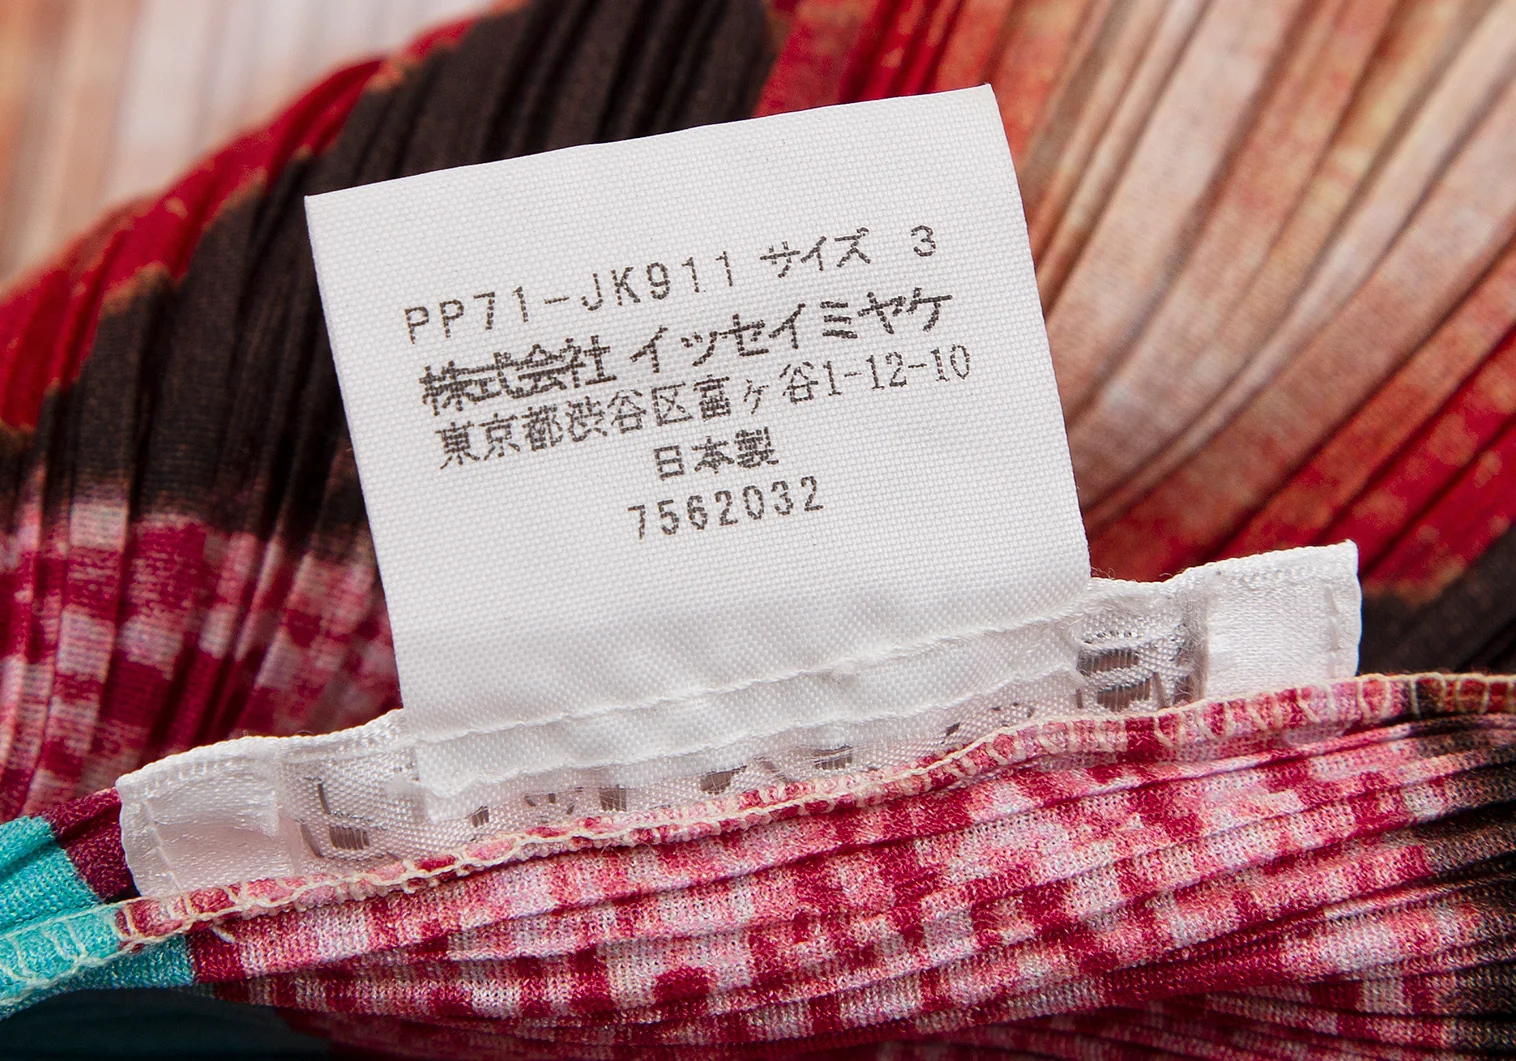 PP71-JK911 サイズ 3
株式会社 イッセイミヤケ
東京都渋谷区富ヶ谷1-12-10
日本製
7562032